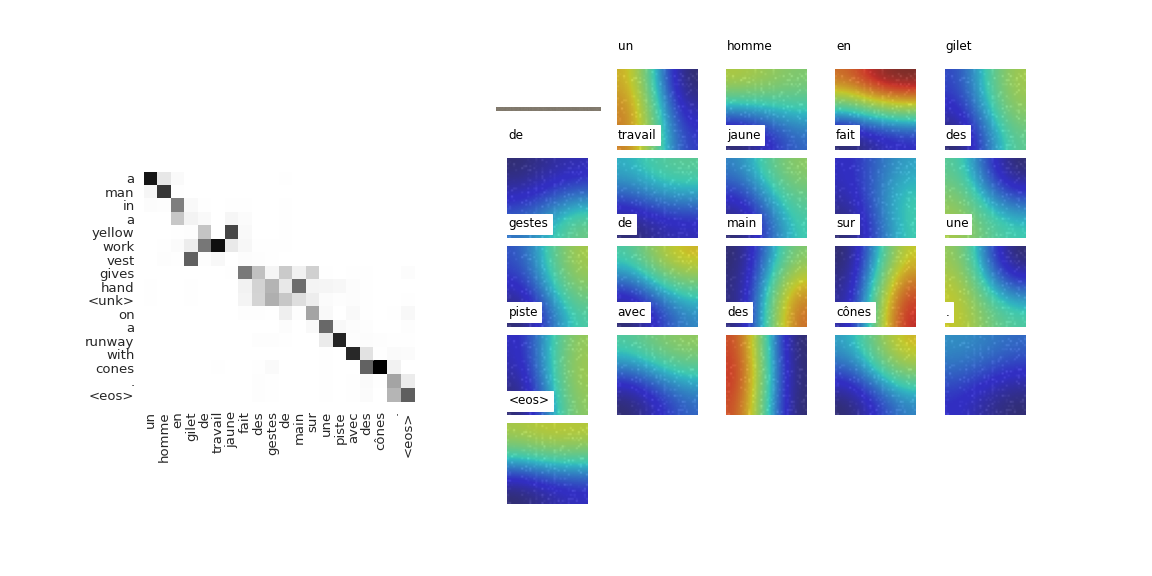 a
man
in
a
yellow
work
vest
gives
hand
<unk>
on
a
runway
with
cones
.
<eos>
un
homme
en
gilet
de
travail
jaune
fait
des
gestes
de
main
sur
une
piste
avec
des
cônes
.
<eos>
un homme en gilet
de travail jaune fait des
gestes de main sur une
piste avec des cônes .
<eos>